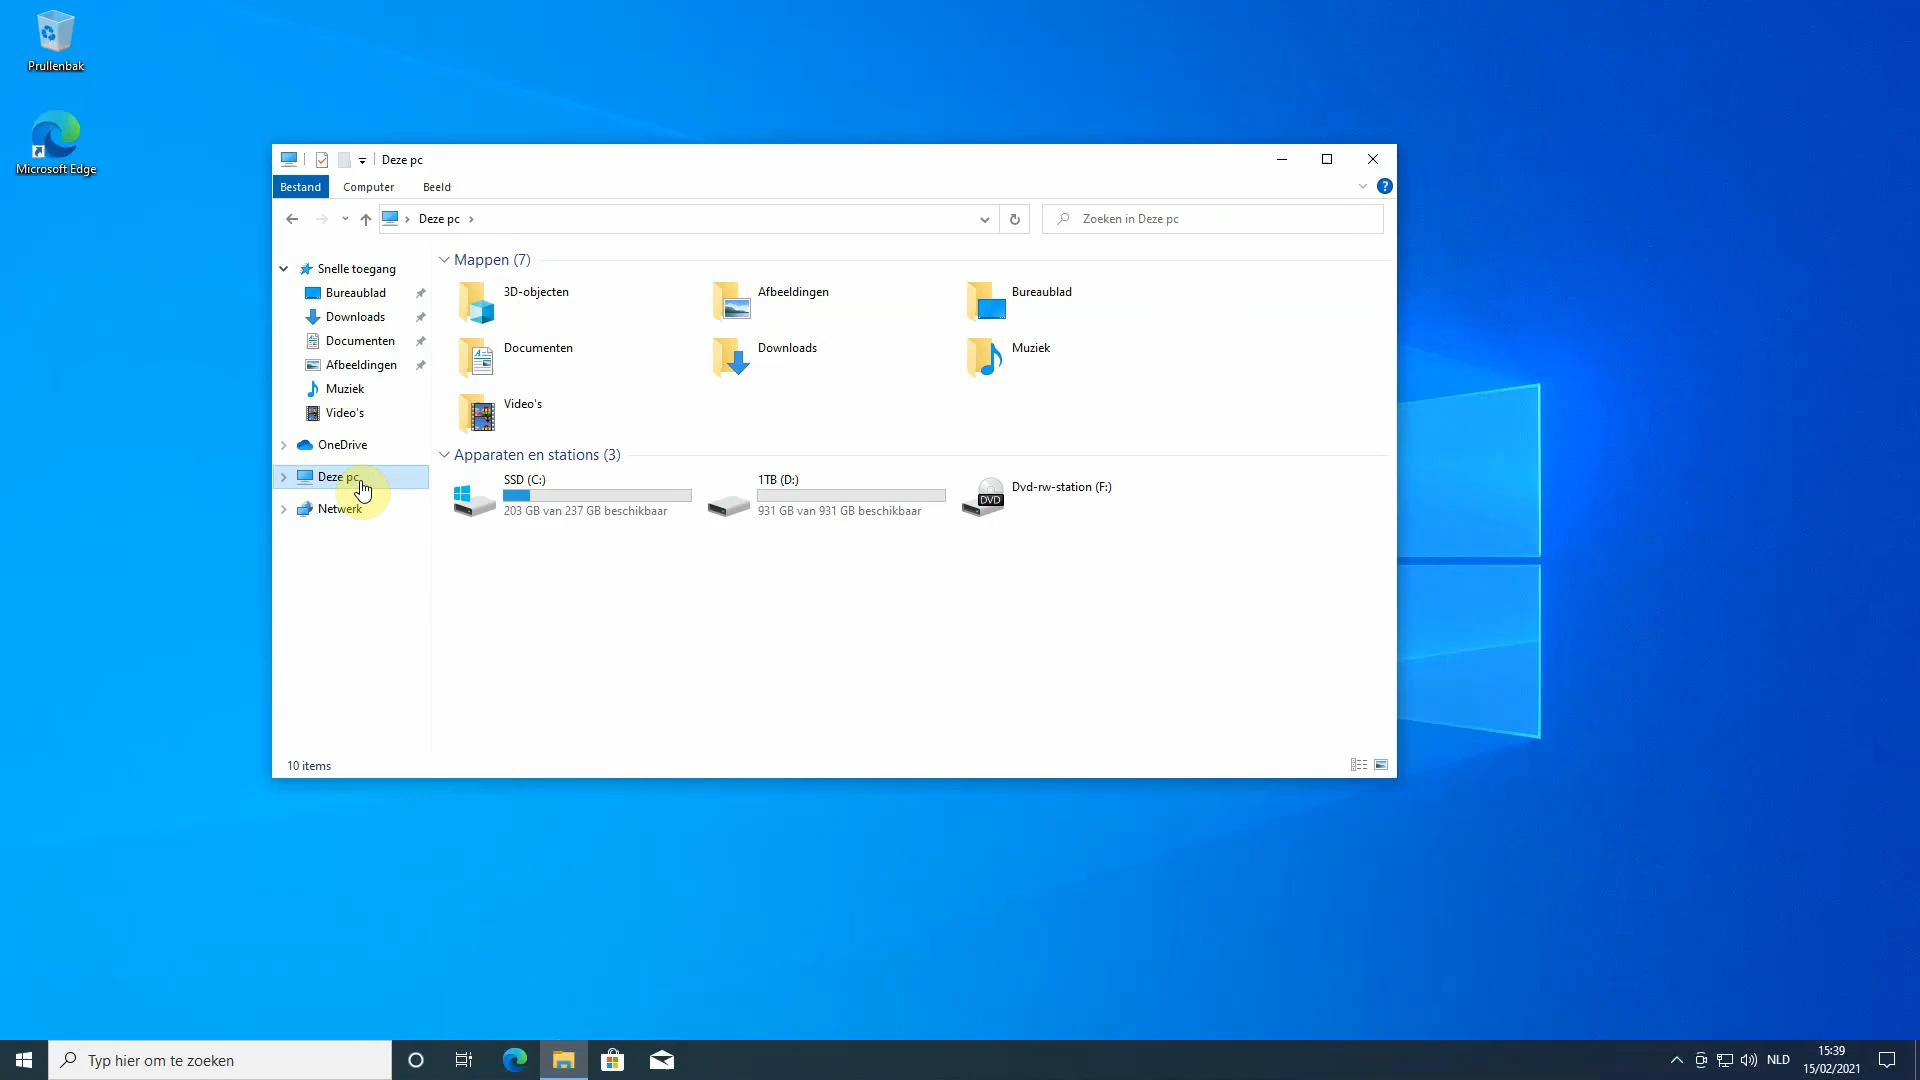 Prullenbak
Microsoft Edge
Deze pc
Bestand Computer Beeld
?
Deze pc
Zoeken in Deze pc
Snelle toegang
Bureaublad
Downloads
Documenten
Afbeeldingen
Muziek
Video's
OneDrive
Deze pc
Netwerk
Mappen (7)
3D-objecten
Afbeeldingen
Bureaublad
Documenten
Downloads
Muziek
Video's
Apparaten en stations (3)
SSD (C:)
203 GB van 237 GB beschikbaar
1TB (D:)
931 GB van 931 GB beschikbaar
DVD
Dvd-rw-station (F:)
10 items
Typ hier om te zoeken
NLD
15:39
15/02/2021